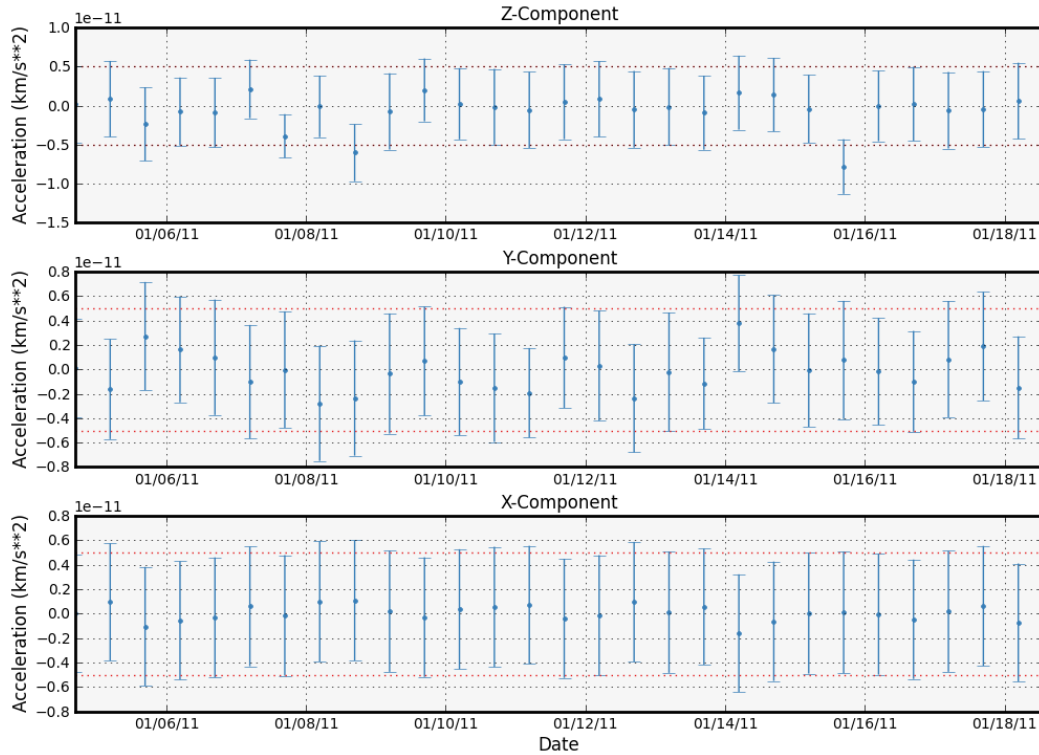 1e−11
Z-Component
Acceleration (km/s**2)
1.0
0.5
0.0
−0.5
−1.0
−1.5
01/06/11 01/08/11 01/10/11 01/12/11 01/14/11 01/16/11 01/18/11
1e−11
Y-Component
Acceleration (km/s**2)
0.8
0.6
0.4
0.2
0.0
−0.2
−0.4
−0.6
−0.8
01/06/11 01/08/11 01/10/11 01/12/11 01/14/11 01/16/11 01/18/11
1e−11
X-Component
Acceleration (km/s**2)
0.8
0.6
0.4
0.2
0.0
−0.2
−0.4
−0.6
−0.8
01/06/11 01/08/11 01/10/11 01/12/11 01/14/11 01/16/11 01/18/11
Date